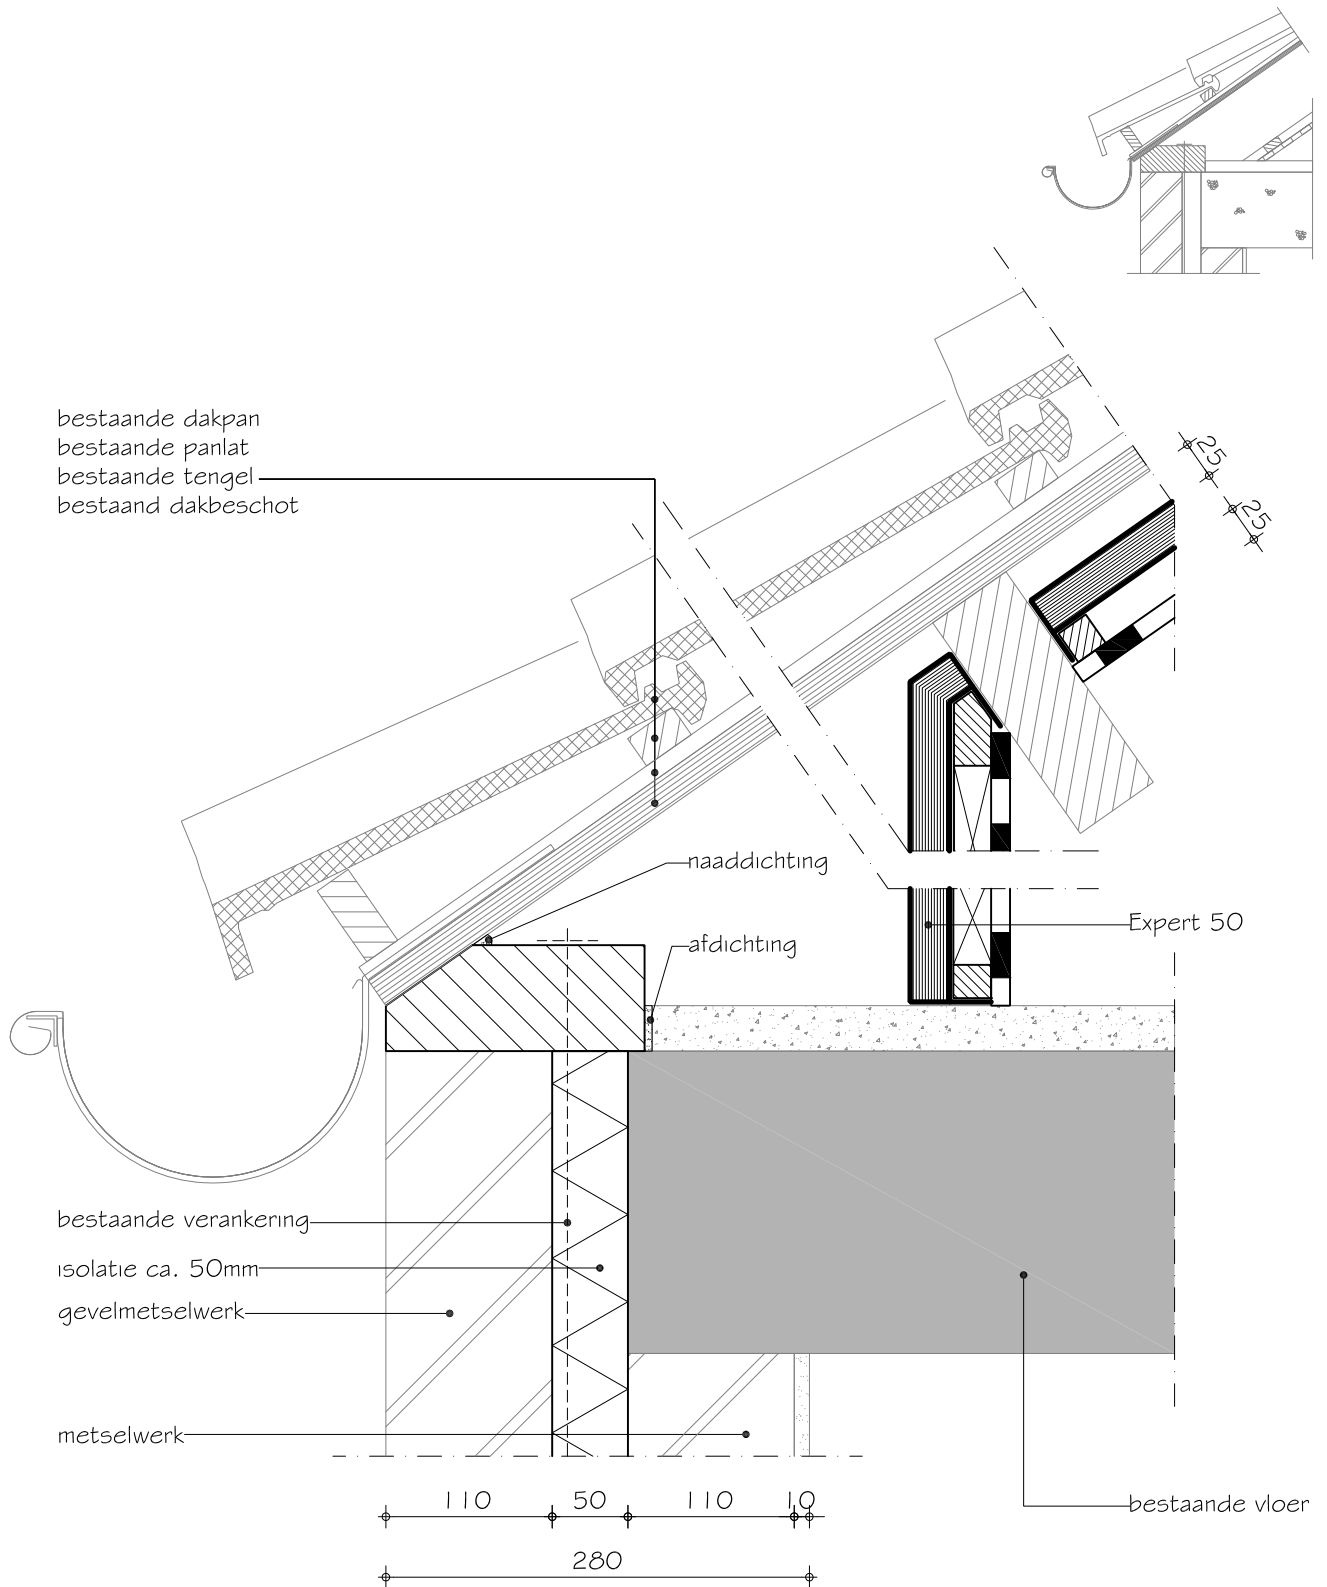 bestaande dakpan
bestaande panlat
bestaande tengel
bestaand dakbeschot
25
25
naaddichting
afdichting
Expert 50
bestaande verankering
isolatie ca. 50mm
gevelmetselwerk
metselwerk
bestaande vloer
110 50 110 10
280